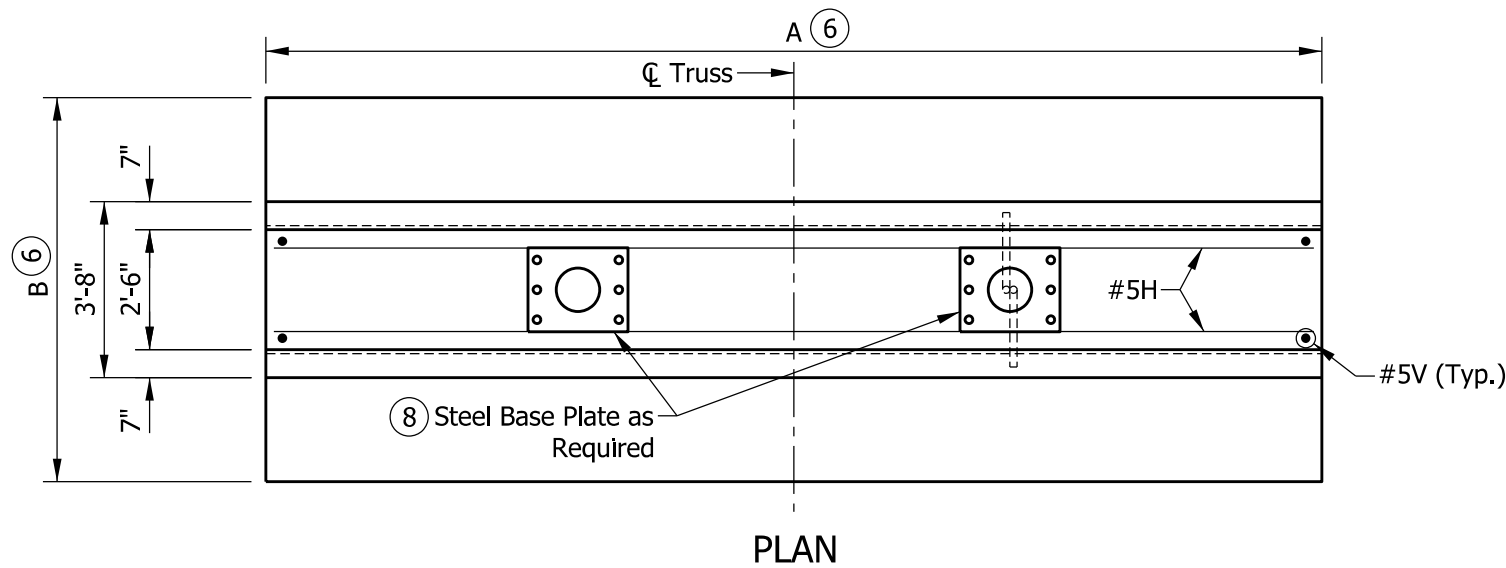 A 6
℄ Truss
7"
B 6
3'-8"
2'-6"
#5H
#5V (Typ.)
8 Steel Base Plate as
Required
7"
PLAN